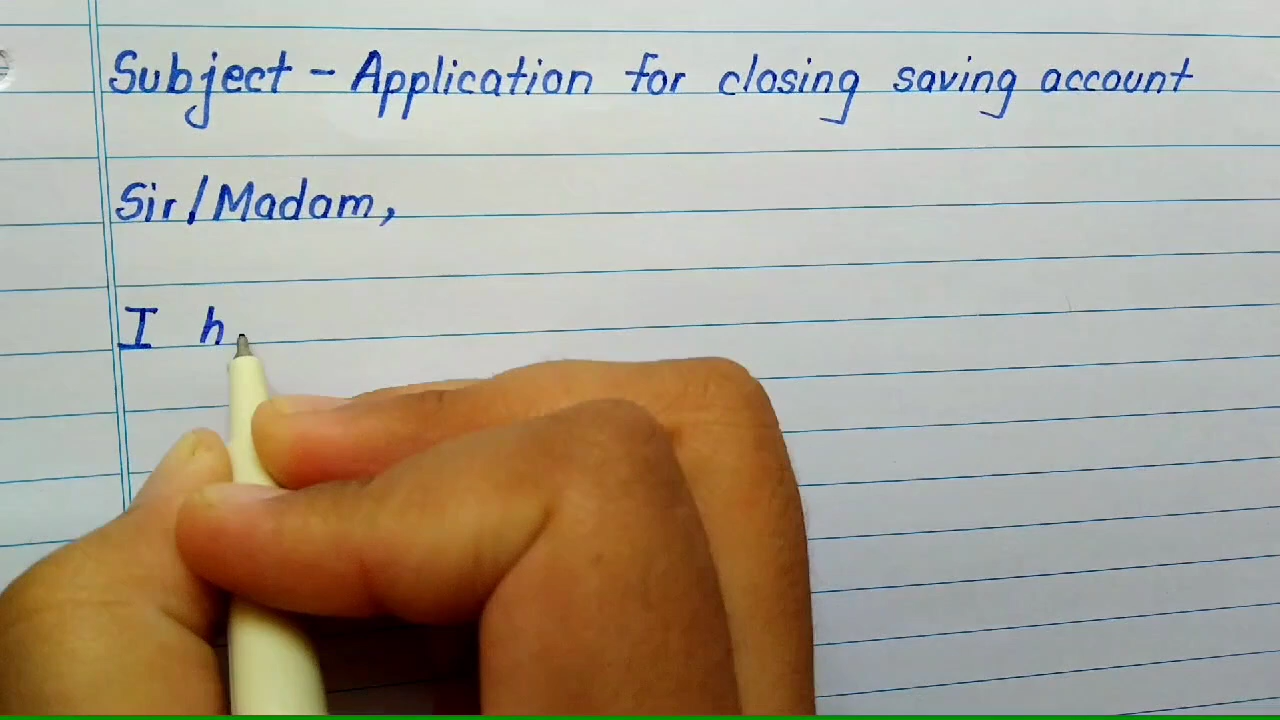 Subject - Application for closing saving account
Sir/Madam,
I h